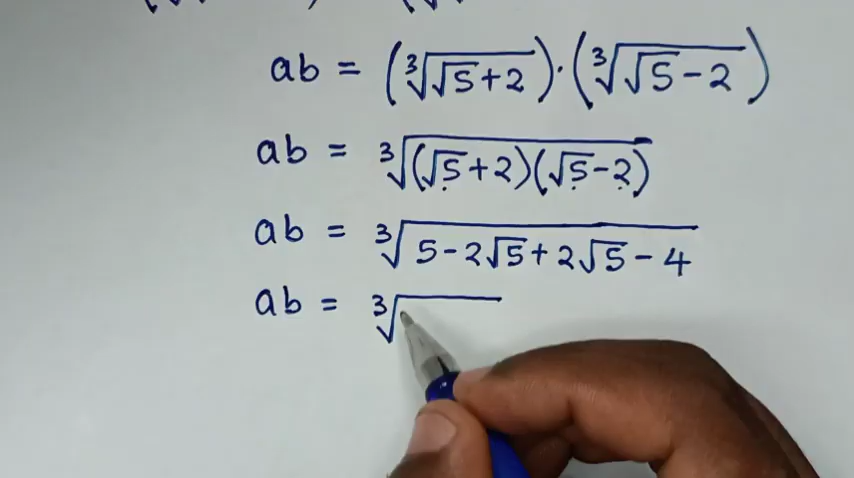 ab = (∛(√5+2))·(∛(√5-2))
ab = ∛((√5+2)(√5-2))
ab = ∛(5-2√5+2√5-4)
ab = ∛